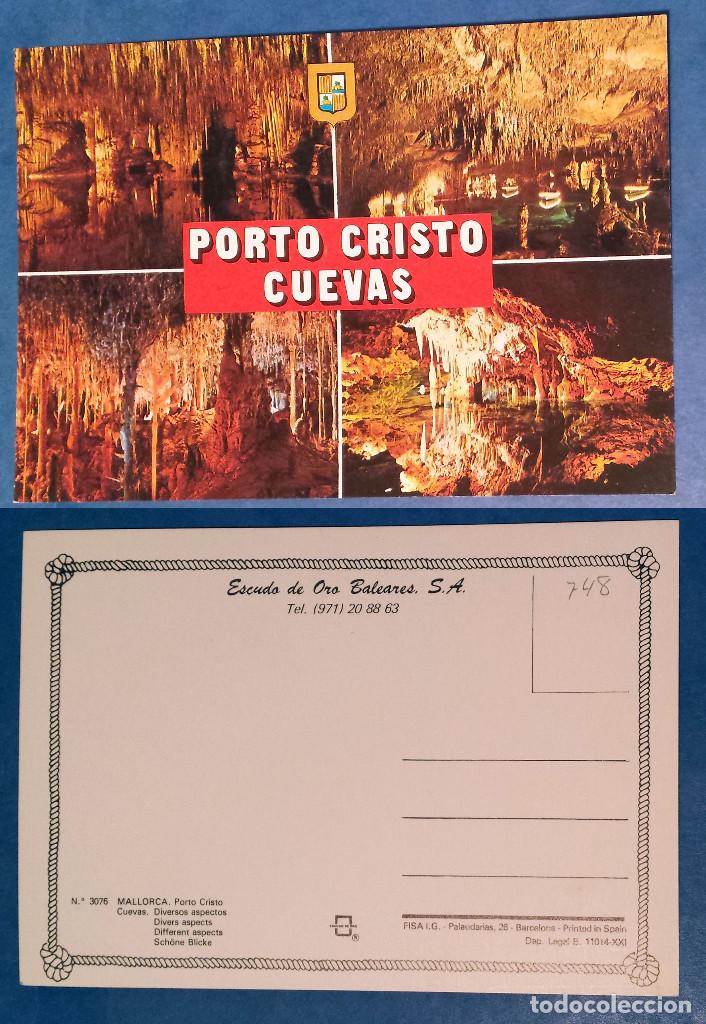 PORTO CRISTO
CUEVAS
Escudo de Oro Baleares, S.A.
Tel. (971) 20 88 63
748
N.º 3076 MALLORCA. Porto Cristo
Cuevas. Diversos aspectos
Divers aspects
Different aspects
Schöne Blicke
®
FISA I.G. - Palaudarias, 26 - Barcelona - Printed in Spain
Dep. Legal B. 11014-XXI
todocoleccion